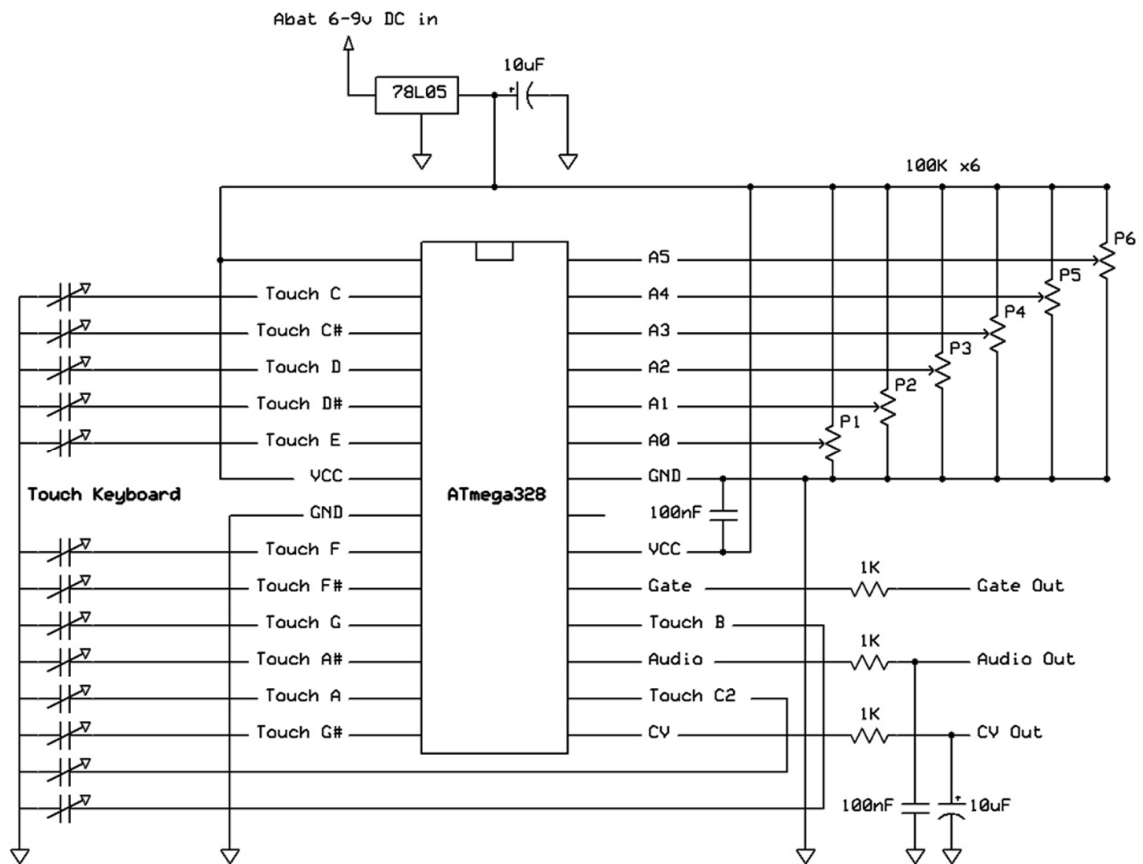 Abat 6-9v DC in
10uF
78L05
100K x6
P6
A5
P5
Touch C
A4
P4
Touch C#
A3
P3
Touch D
A2
P2
Touch D#
A1
P1
Touch E
A0
VCC
GND
Touch Keyboard
ATmega328
GND
100nF
Touch F
VCC
1K
Touch F#
Gate
Gate Out
Touch G
Touch B
1K
Touch A#
Audio
Audio Out
Touch A
Touch C2
1K
Touch G#
CV
CV Out
100nF
10uF